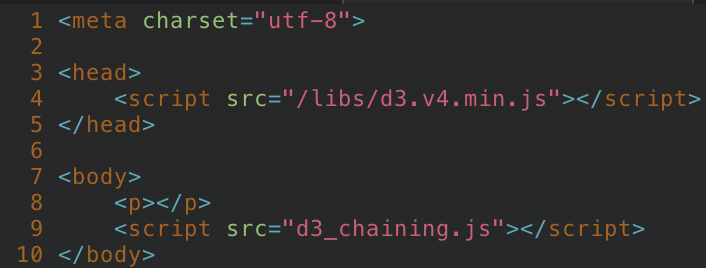 1 <meta charset="utf-8">
2
3 <head>
4     <script src="/libs/d3.v4.min.js"></script>
5 </head>
6
7 <body>
8     <p></p>
9     <script src="d3_chaining.js"></script>
10 </body>